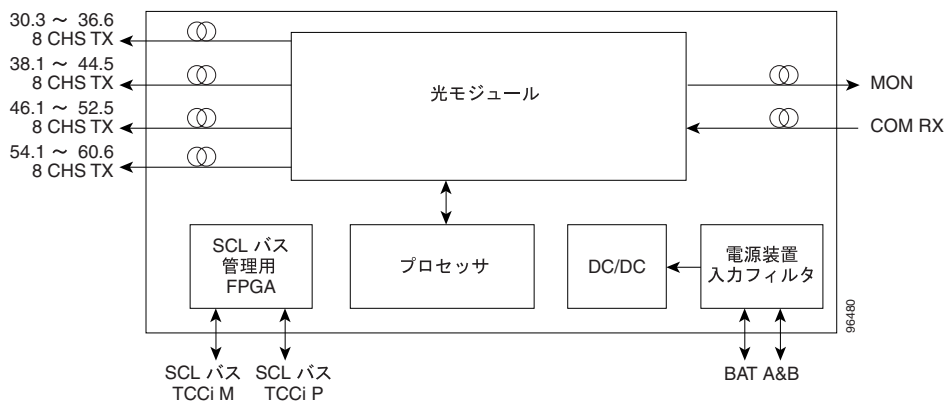 30.3 ~ 36.6
8 CHS TX
38.1 ~ 44.5
8 CHS TX
46.1 ~ 52.5
8 CHS TX
54.1 ~ 60.6
8 CHS TX
光モジュール
MON
COM RX
SCL バス
管理用
FPGA
プロセッサ
DC/DC
電源装置
入力フィルタ
96480
SCL バス
TCCi M
SCL バス
TCCi P
BAT A&B